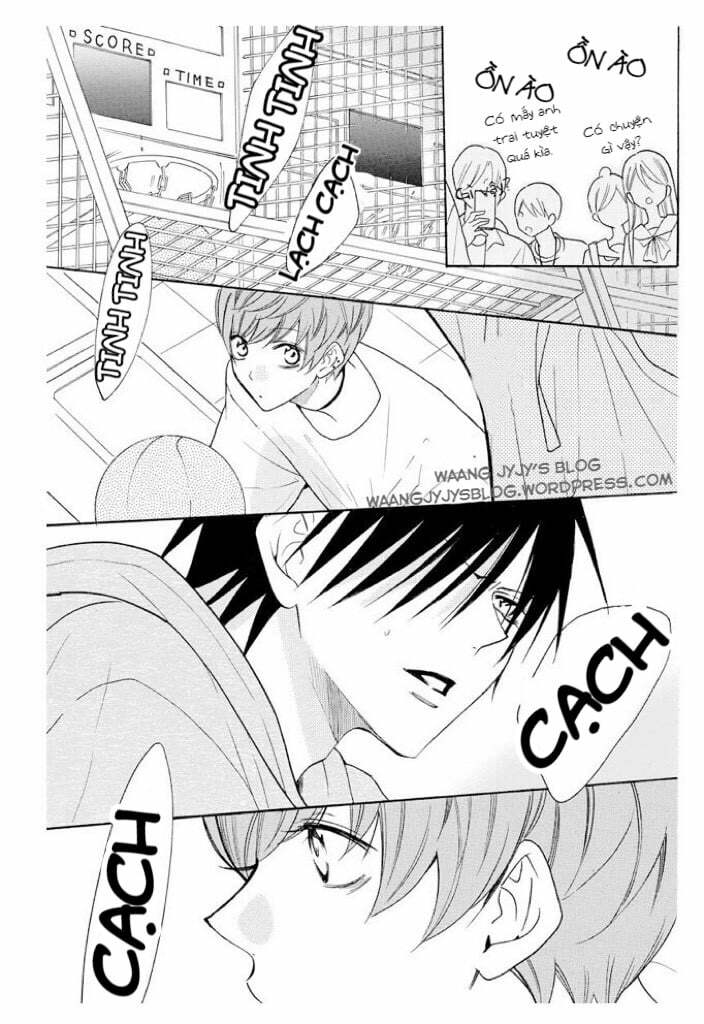 ỒN ÀO
ỒN ÀO
Có chuyện
gì vậy?
Có mấy anh
trai tuyệt
quá kìa.
Gì vậy?
SCORE
TIME
TINH TINH
LẠCH CẠCH
TINH TINH
WAANG JYJY'S BLOG
WAANGJYJYSBLOG.WORDPRESS.COM
CẠCH
CẠCH